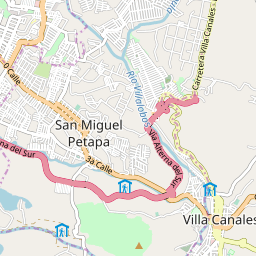 Río Villalobos
Carretera Villa Canales
0 Calle
San Miguel
Petapa
Vía Alterna del Sur
3a Calle
na del Sur
Villa Canales